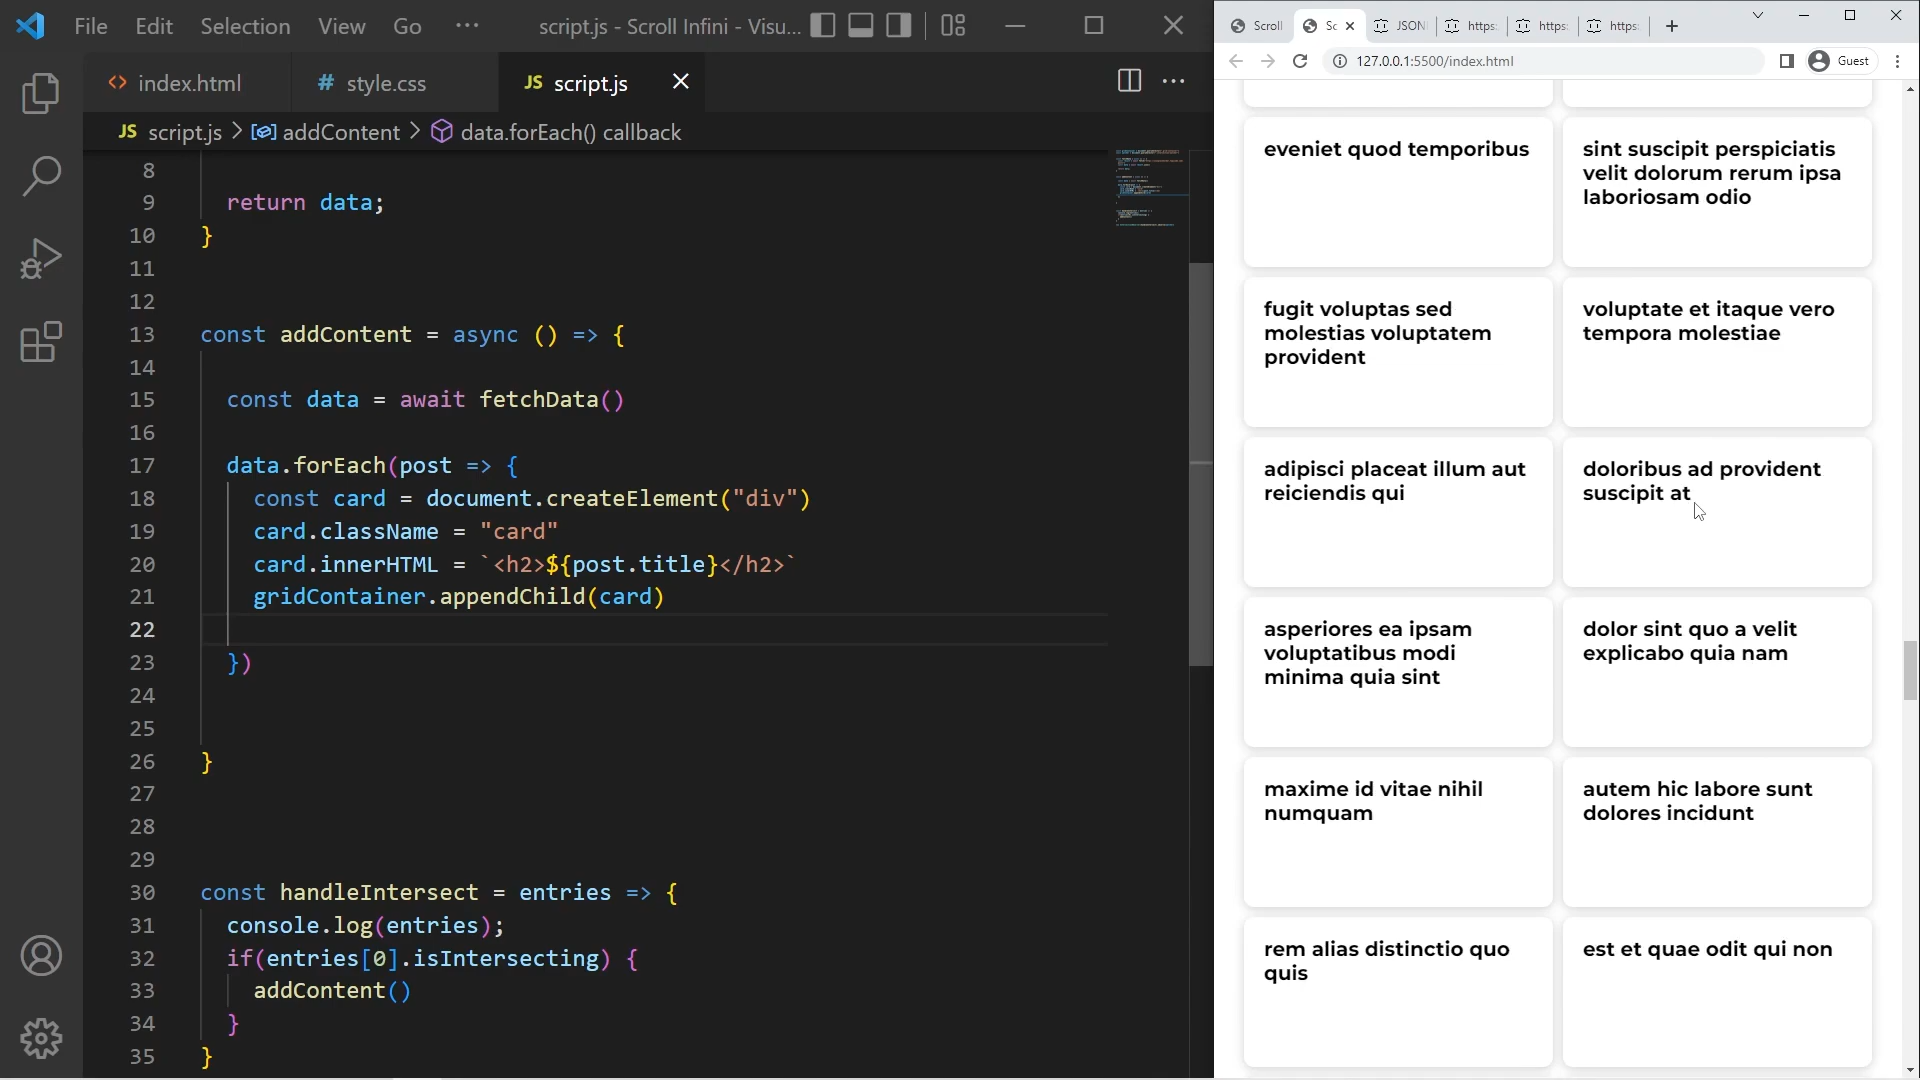 File Edit Selection View Go ··· script.js - Scroll Infini - Visu...
index.html style.css JS script.js
JS script.js > addContent > data.forEach() callback
8
9 return data;
10 }
11
12
13 const addContent = async () => {
14
15 const data = await fetchData()
16
17 data.forEach(post => {
18 const card = document.createElement("div")
19 card.className = "card"
20 card.innerHTML = `<h2>${post.title}</h2>`
21 gridContainer.appendChild(card)
22
23 })
24
25
26 }
27
28
29
30 const handleIntersect = entries => {
31 console.log(entries);
32 if(entries[0].isIntersecting) {
33 addContent()
34 }
35 }
Scroll Sc JSON https: https: https:
127.0.0.1:5500/index.html Guest
eveniet quod temporibus
sint suscipit perspiciatis
velit dolorum rerum ipsa
laboriosam odio
fugit voluptas sed
molestias voluptatem
provident
voluptate et itaque vero
tempora molestiae
adipisci placeat illum aut
reiciendis qui
doloribus ad provident
suscipit at
asperiores ea ipsam
voluptatibus modi
minima quia sint
dolor sint quo a velit
explicabo quia nam
maxime id vitae nihil
numquam
autem hic labore sunt
dolores incidunt
rem alias distinctio quo
quis
est et quae odit qui non